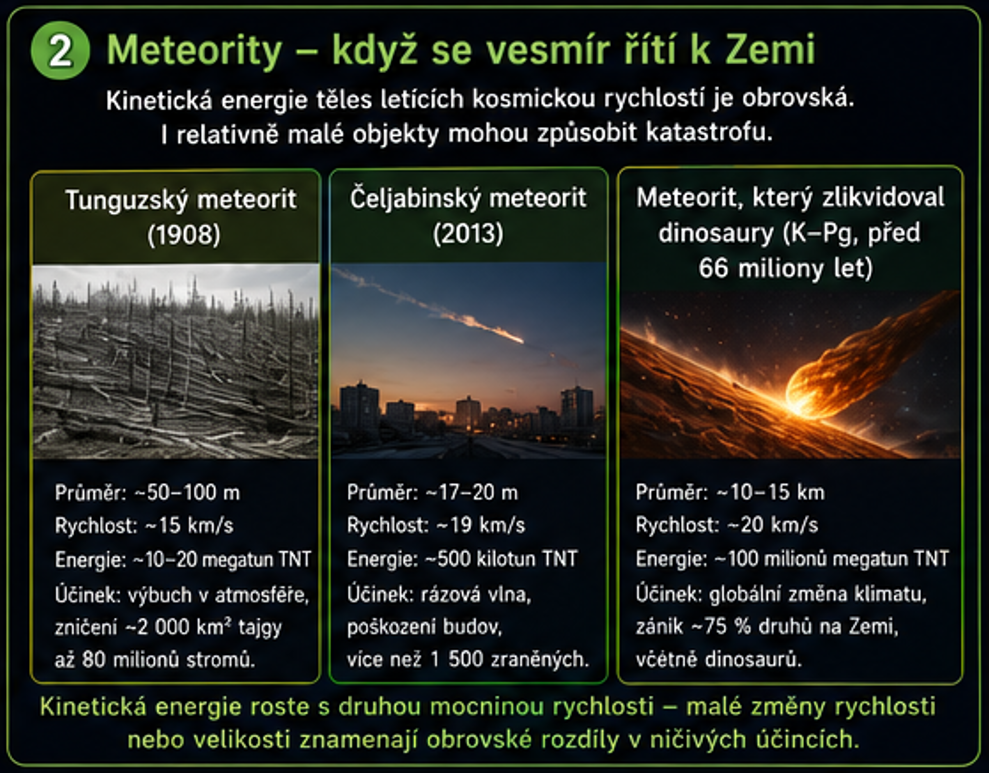 2 Meteority – když se vesmír řítí k Zemi
Kinetická energie těles letících kosmickou rychlostí je obrovská.
I relativně malé objekty mohou způsobit katastrofu.
Tunguzský meteorit
(1908)
Průměr: ~50–100 m
Rychlost: ~15 km/s
Energie: ~10–20 megatun TNT
Účinek: výbuch v atmosféře,
zničení ~2 000 km² tajgy
až 80 milionů stromů.
Čeljabinský meteorit
(2013)
Průměr: ~17–20 m
Rychlost: ~19 km/s
Energie: ~500 kilotun TNT
Účinek: rázová vlna,
poškození budov,
více než 1 500 zraněných.
Meteorit, který zlikvidoval
dinosaury (K–Pg, před
66 miliony let)
Průměr: ~10–15 km
Rychlost: ~20 km/s
Energie: ~100 milionů megatun TNT
Účinek: globální změna klimatu,
zánik ~75 % druhů na Zemi,
včetně dinosaurů.
Kinetická energie roste s druhou mocninou rychlosti – malé změny rychlosti
nebo velikosti znamenají obrovské rozdíly v ničivých účincích.